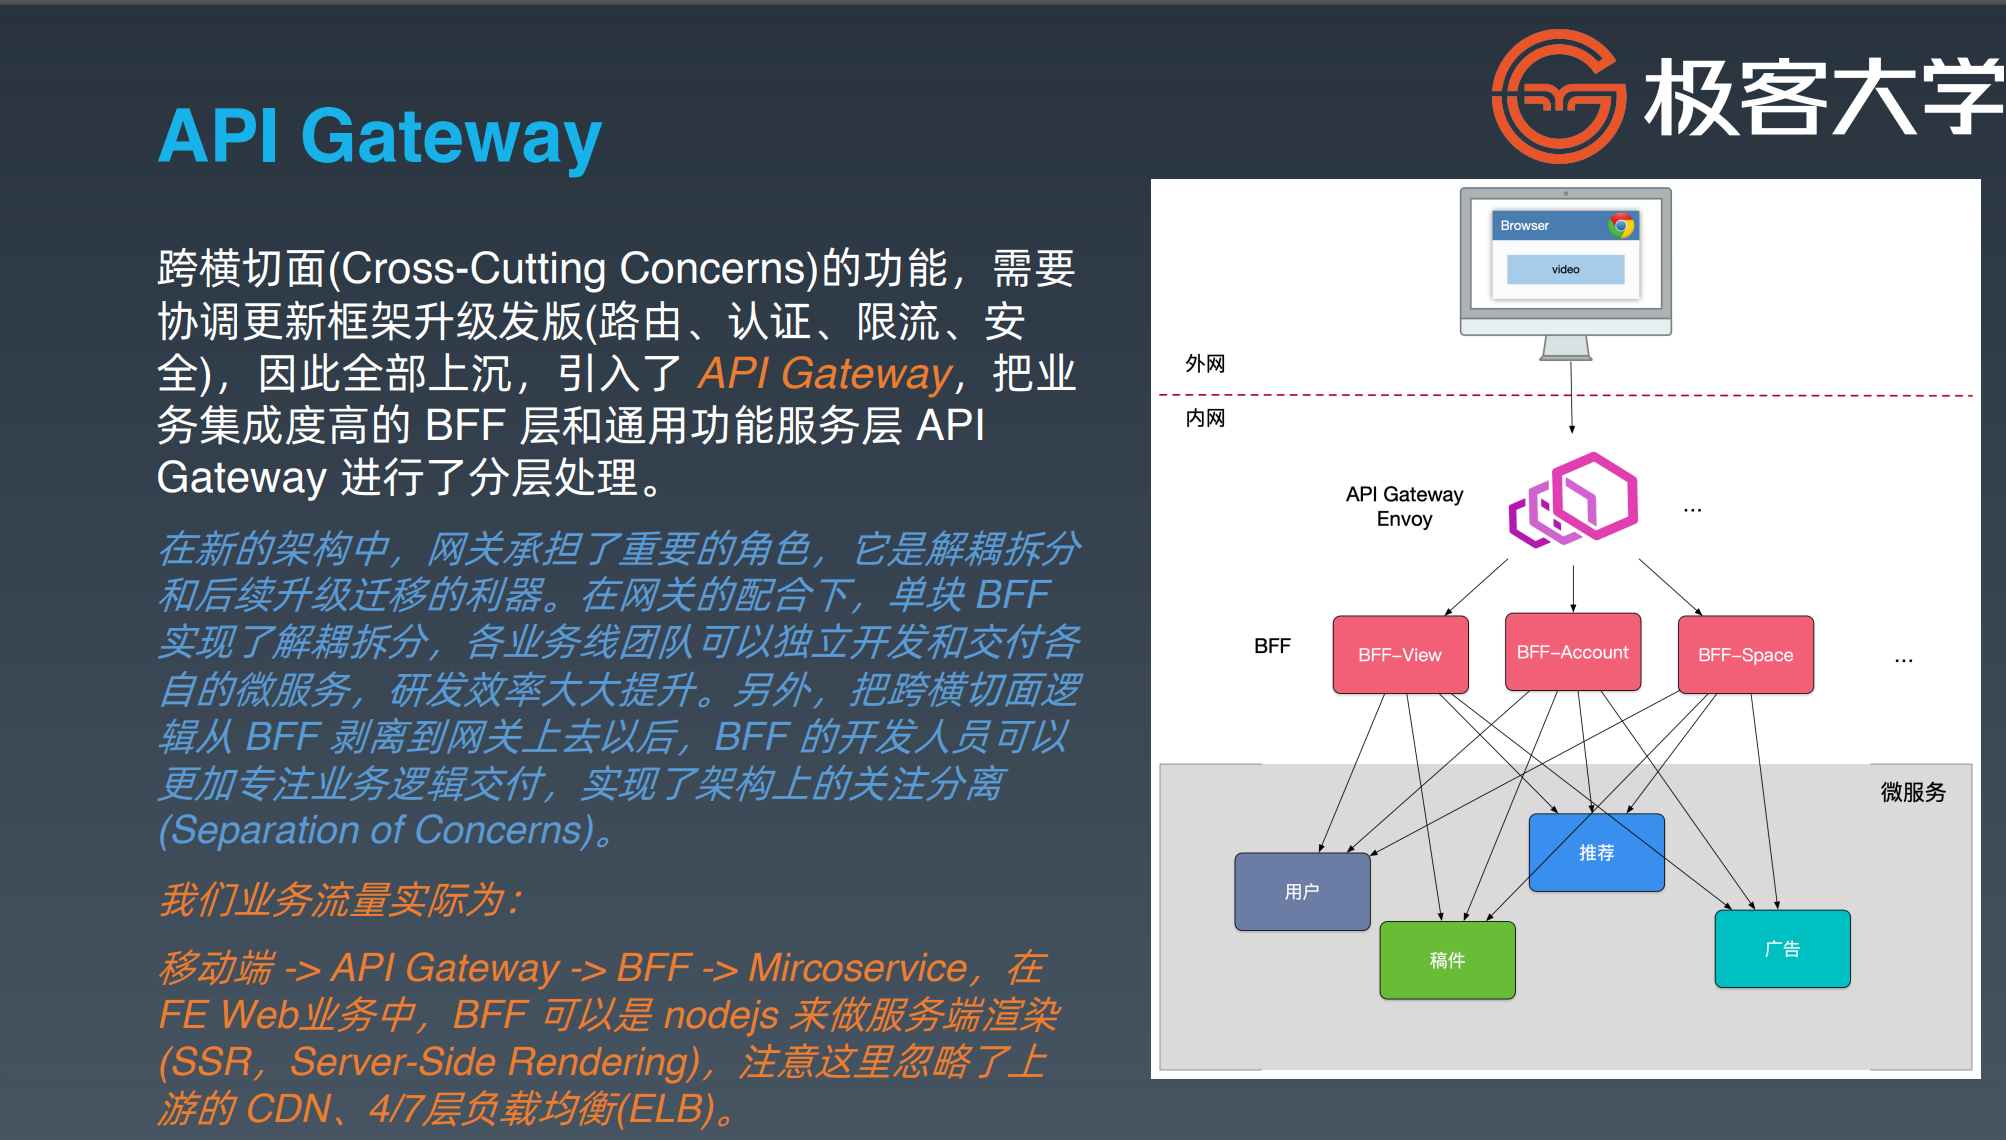 极客大学
API Gateway
跨横切面(Cross-Cutting Concerns)的功能，需要
协调更新框架升级发版(路由、认证、限流、安
全)，因此全部上沉，引入了 API Gateway，把业
务集成度高的 BFF 层和通用功能服务层 API
Gateway 进行了分层处理。
在新的架构中，网关承担了重要的角色，它是解耦拆分
和后续升级迁移的利器。在网关的配合下，单块 BFF
实现了解耦拆分，各业务线团队可以独立开发和交付各
自的微服务，研发效率大大提升。另外，把跨横切面逻
辑从 BFF 剥离到网关上去以后，BFF 的开发人员可以
更加专注业务逻辑交付，实现了架构上的关注分离
(Separation of Concerns)。
我们业务流量实际为：
移动端 -> API Gateway -> BFF -> Mircoservice，在
FE Web业务中，BFF 可以是 nodejs 来做服务端渲染
(SSR，Server-Side Rendering)，注意这里忽略了上
游的 CDN、4/7层负载均衡(ELB)。
Browser
video
外网
内网
API Gateway
Envoy
...
BFF
BFF-View
BFF-Account
BFF-Space
...
微服务
推荐
用户
稿件
广告